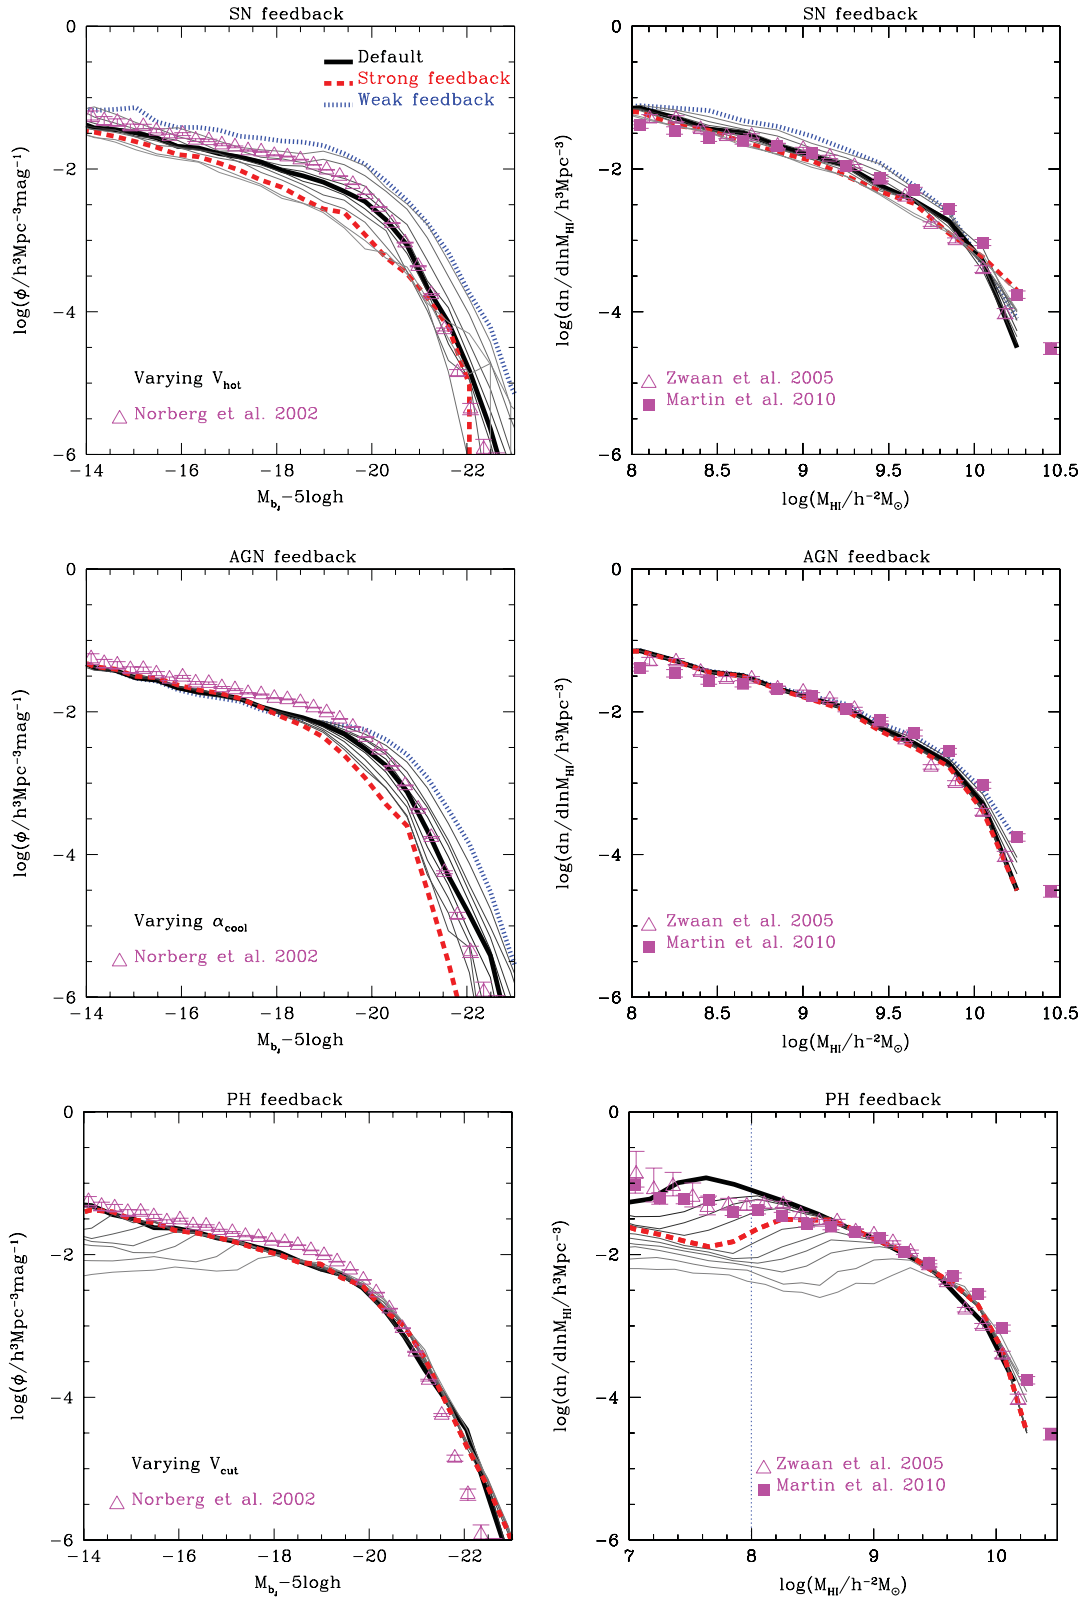 SN feedback
0
-2
-4
-6
-14
-16
-18
-20
-22
log(ϕ/h³Mpc⁻³mag⁻¹)
M_bJ−5logh
Default
Strong feedback
Weak feedback
Varying V_hot
Norberg et al. 2002
SN feedback
0
-2
-4
-6
8
8.5
9
9.5
10
10.5
log(dn/dlnM_HI/h³Mpc⁻³)
log(M_HI/h⁻²M_⊙)
Zwaan et al. 2005
Martin et al. 2010
AGN feedback
0
-2
-4
-6
-14
-16
-18
-20
-22
log(ϕ/h³Mpc⁻³mag⁻¹)
M_bJ−5logh
Varying α_cool
Norberg et al. 2002
AGN feedback
0
-2
-4
-6
8
8.5
9
9.5
10
10.5
log(dn/dlnM_HI/h³Mpc⁻³)
log(M_HI/h⁻²M_⊙)
Zwaan et al. 2005
Martin et al. 2010
PH feedback
0
-2
-4
-6
-14
-16
-18
-20
-22
log(ϕ/h³Mpc⁻³mag⁻¹)
M_bJ−5logh
Varying V_cut
Norberg et al. 2002
PH feedback
0
-2
-4
-6
7
8
9
10
log(dn/dlnM_HI/h³Mpc⁻³)
log(M_HI/h⁻²M_⊙)
Zwaan et al. 2005
Martin et al. 2010